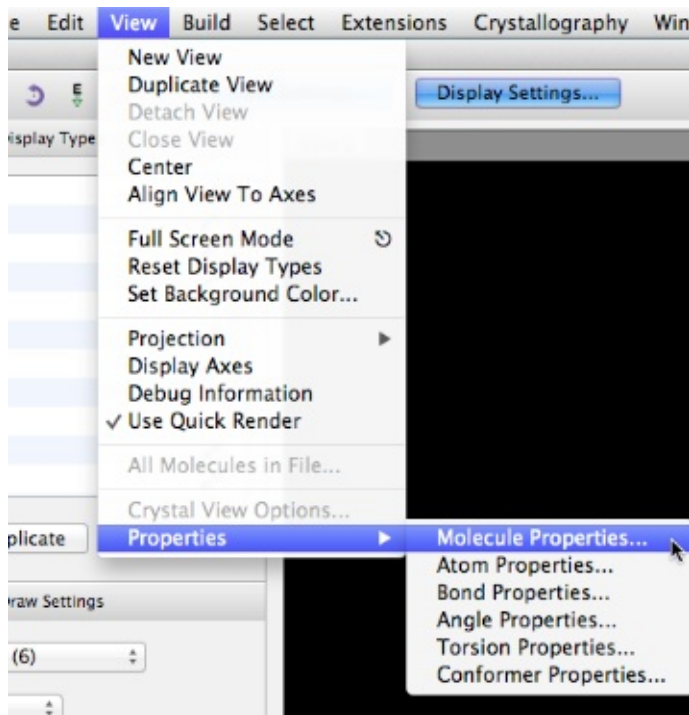 e Edit View Build Select Extensions Crystallography Win
E
Display Settings...
isplay Type
New View
Duplicate View
Detach View
Close View
Center
Align View To Axes
Full Screen Mode
Reset Display Types
Set Background Color...
Projection
Display Axes
Debug Information
Use Quick Render
All Molecules in File...
Crystal View Options...
Properties
plicate
Molecule Properties...
Atom Properties...
Bond Properties...
Angle Properties...
Torsion Properties...
Conformer Properties...
raw Settings
(6)